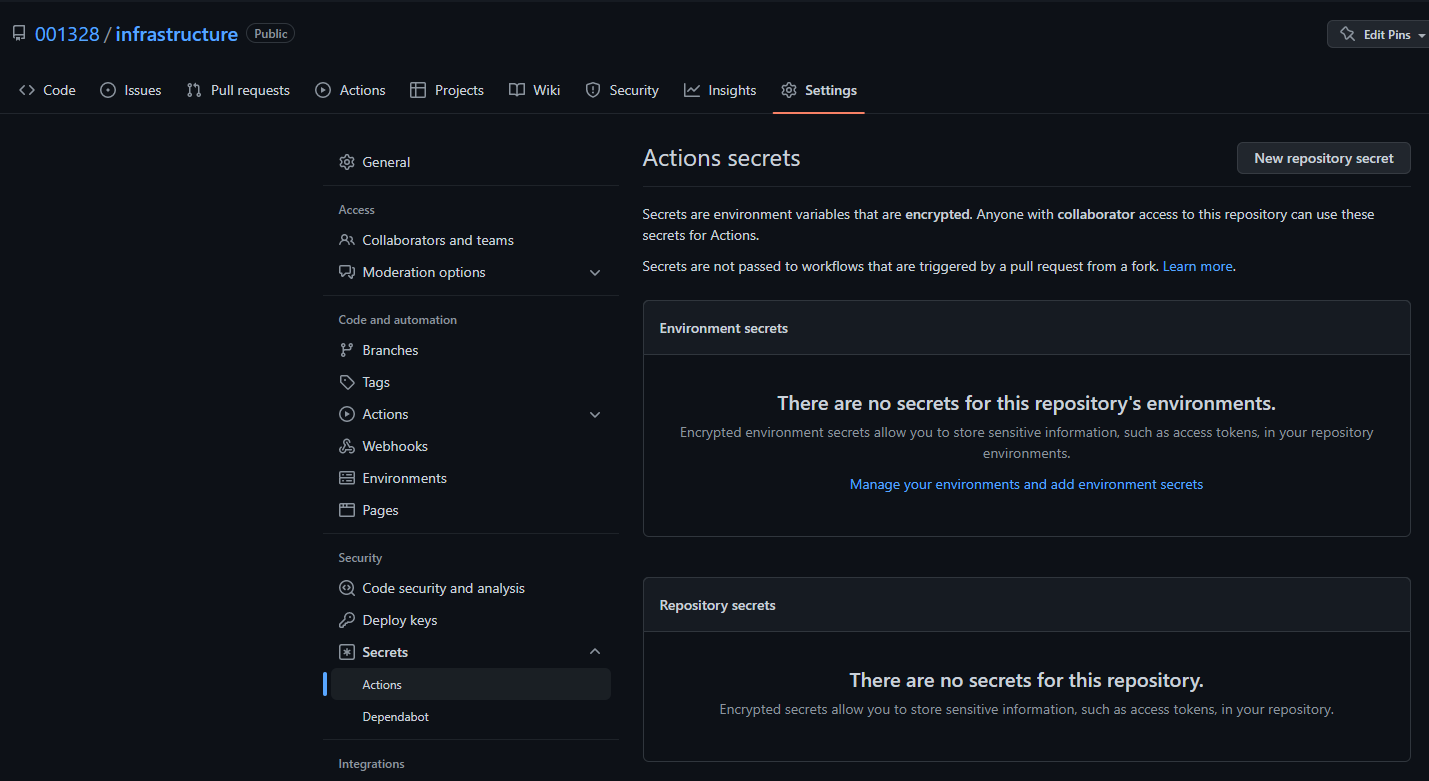 001328 / infrastructure Public
Edit Pins
Code Issues Pull requests Actions Projects Wiki Security Insights Settings
General
Access
Collaborators and teams
Moderation options
Code and automation
Branches
Tags
Actions
Webhooks
Environments
Pages
Security
Code security and analysis
Deploy keys
Secrets
Actions
Dependabot
Integrations
Actions secrets
New repository secret
Secrets are environment variables that are encrypted. Anyone with collaborator access to this repository can use these
secrets for Actions.
Secrets are not passed to workflows that are triggered by a pull request from a fork. Learn more.
Environment secrets
There are no secrets for this repository's environments.
Encrypted environment secrets allow you to store sensitive information, such as access tokens, in your repository
environments.
Manage your environments and add environment secrets
Repository secrets
There are no secrets for this repository.
Encrypted secrets allow you to store sensitive information, such as access tokens, in your repository.